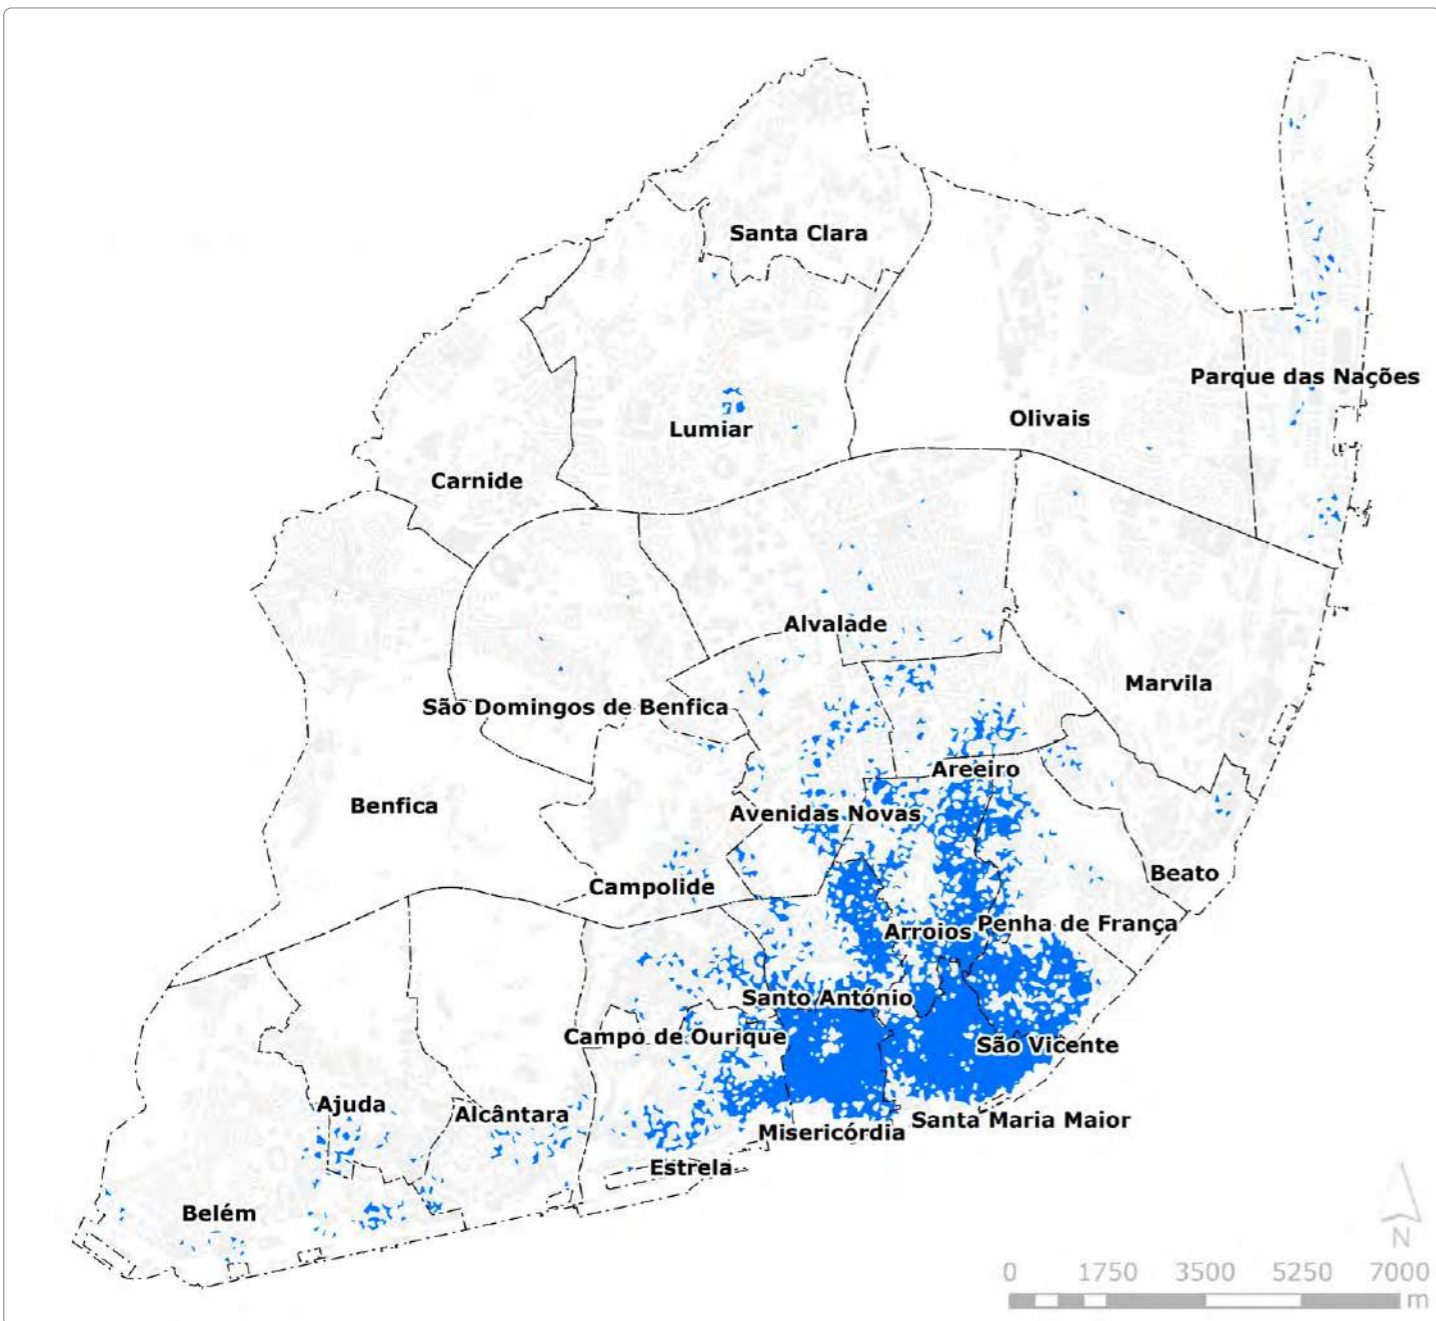 Santa Clara
Parque das Nações
Olivais
Lumiar
Carnide
Alvalade
Marvila
São Domingos de Benfica
Areeiro
Benfica
Avenidas Novas
Beato
Campolide
Penha de França
Arroios
Santo António
Campo de Ourique
São Vicente
Ajuda
Alcântara
Santa Maria Maior
Misericórdia
Estrela
Belém
N
0 1750 3500 5250 7000
m